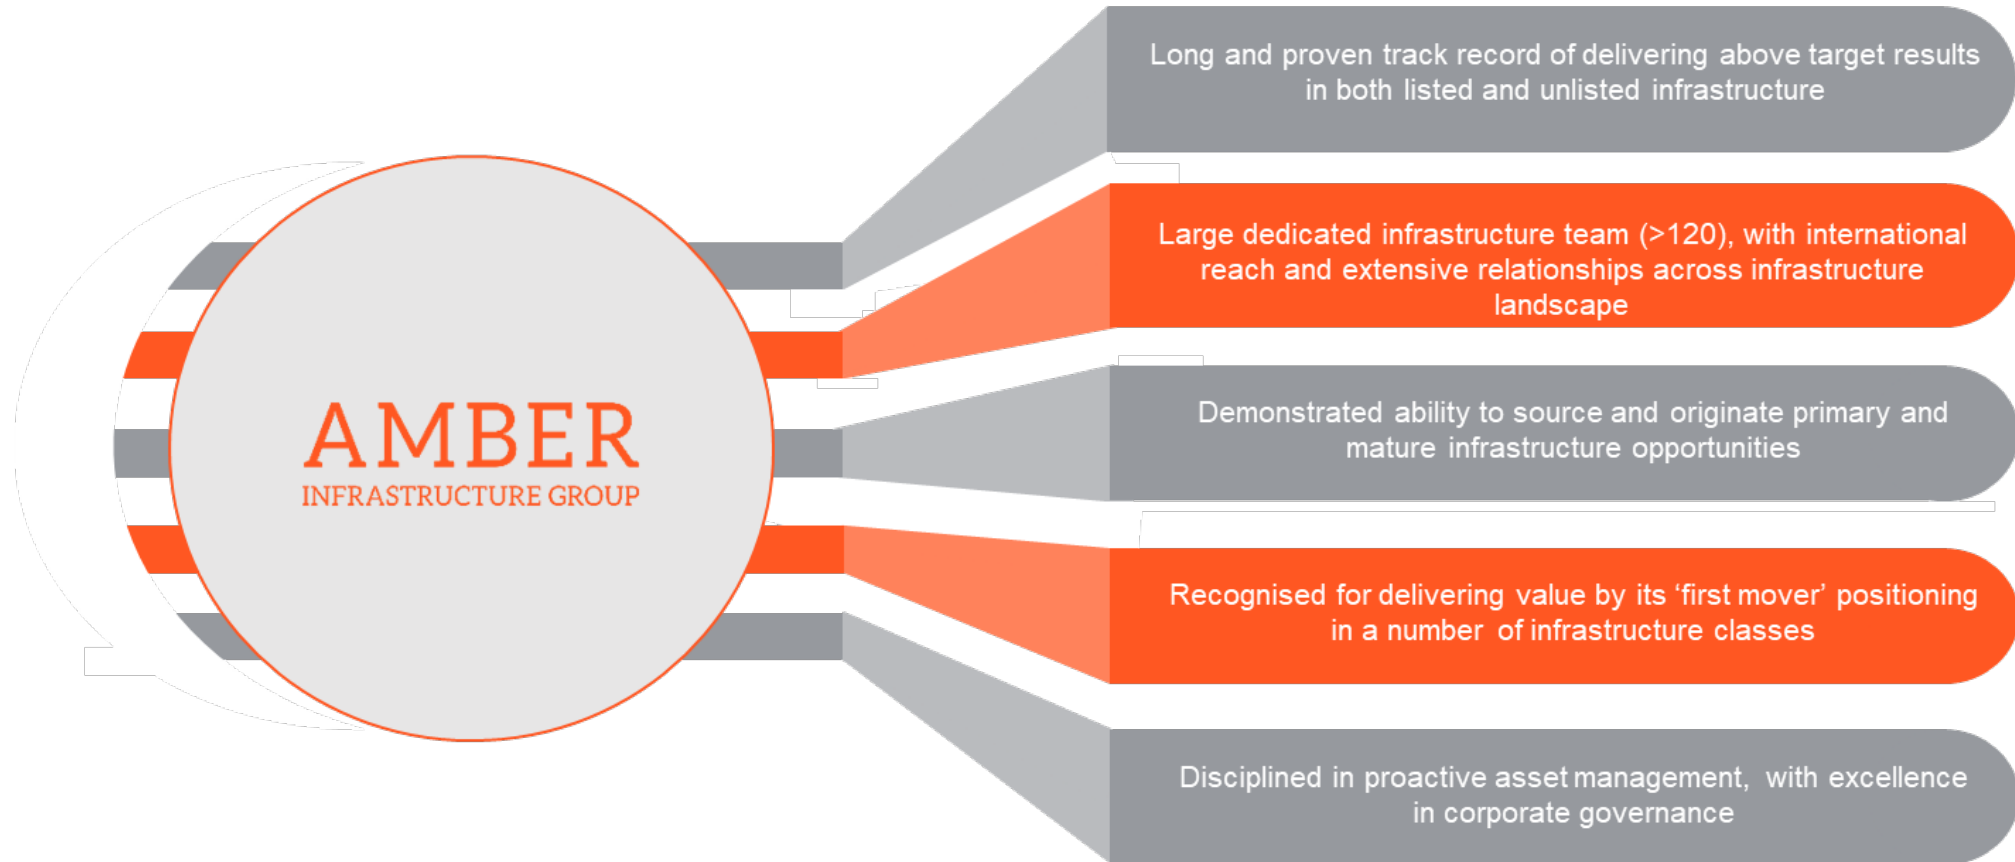 AMBER
INFRASTRUCTURE GROUP
Long and proven track record of delivering above target results
in both listed and unlisted infrastructure
Large dedicated infrastructure team (>120), with international
reach and extensive relationships across infrastructure
landscape
Demonstrated ability to source and originate primary and
mature infrastructure opportunities
Recognised for delivering value by its ‘first mover’ positioning
in a number of infrastructure classes
Disciplined in proactive asset management, with excellence
in corporate governance